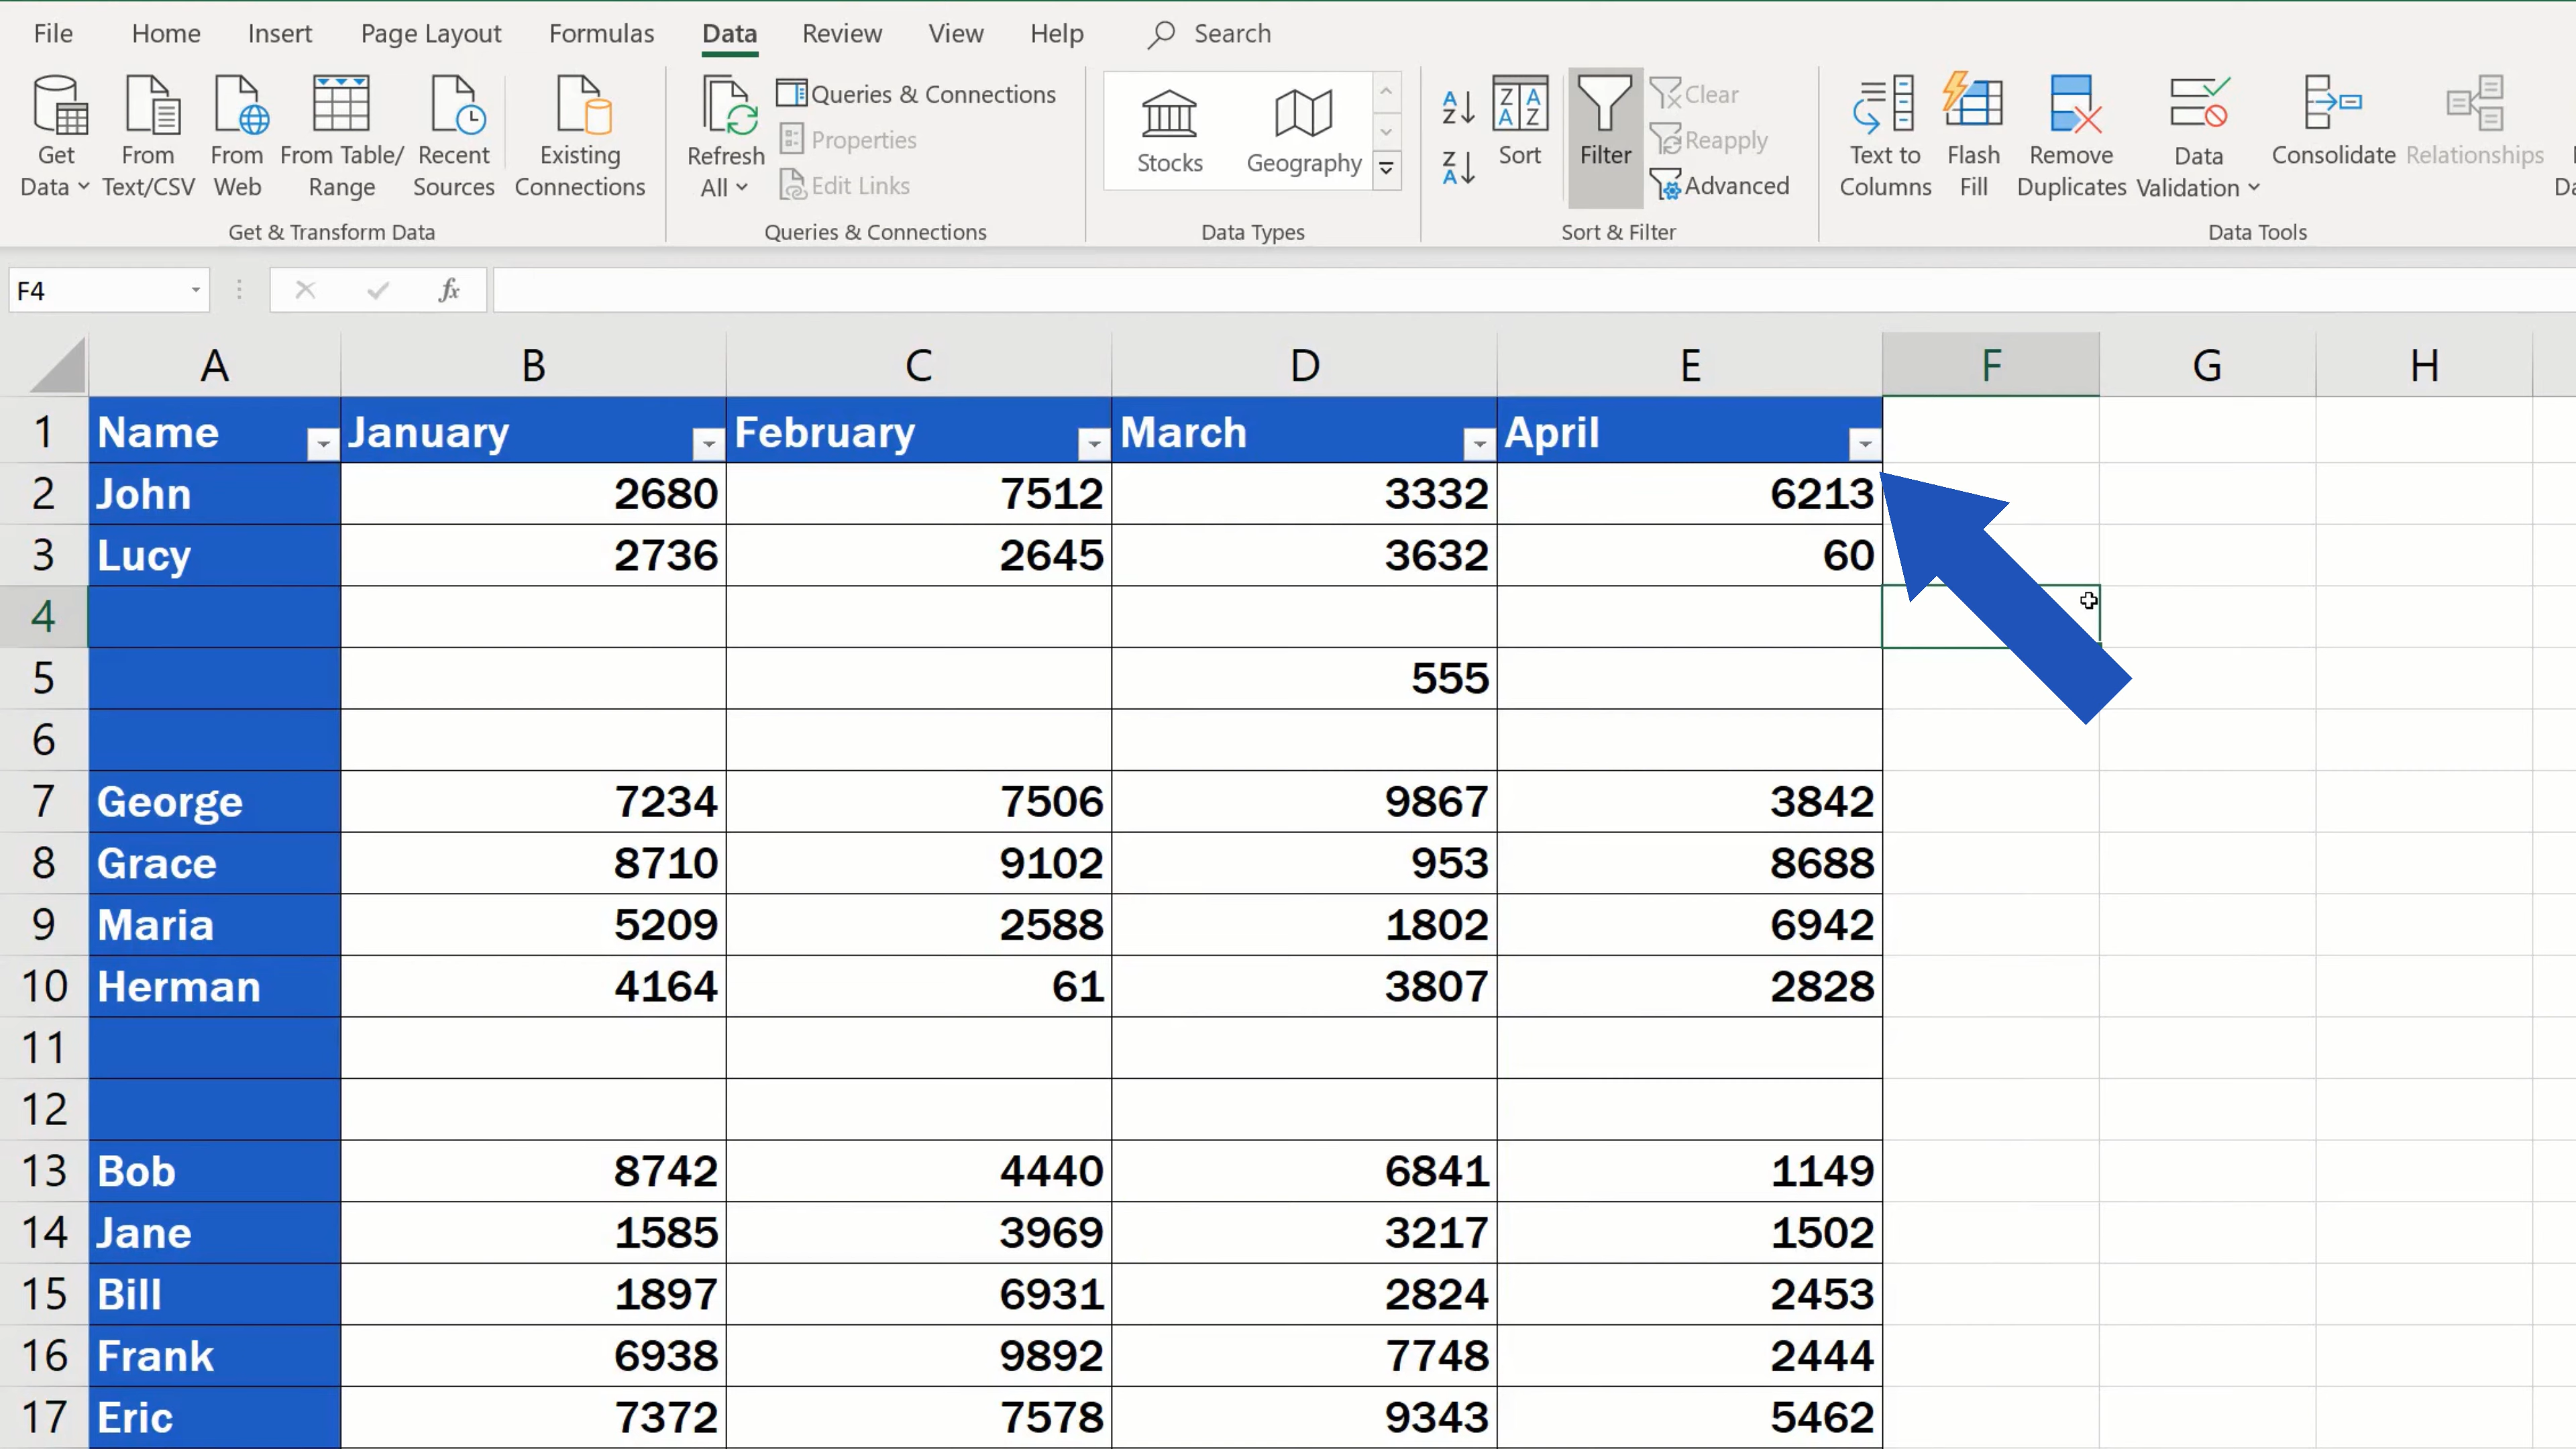 File Home Insert Page Layout Formulas Data Review View Help Search
Get Data
From Text/CSV
From Web
From Table/ Range
Recent Sources
Existing Connections
Get & Transform Data
Refresh All
Queries & Connections
Properties
Edit Links
Queries & Connections
Stocks
Geography
Data Types
Sort
Filter
Clear
Reapply
Advanced
Sort & Filter
Text to Columns
Flash Fill
Remove Duplicates
Data Validation
Consolidate
Relationships
Data Tools
F4 fx
A B C D E F G H
1 Name January February March April
2 John 2680 7512 3332 6213
3 Lucy 2736 2645 3632 60
4
5 555
6
7 George 7234 7506 9867 3842
8 Grace 8710 9102 953 8688
9 Maria 5209 2588 1802 6942
10 Herman 4164 61 3807 2828
11
12
13 Bob 8742 4440 6841 1149
14 Jane 1585 3969 3217 1502
15 Bill 1897 6931 2824 2453
16 Frank 6938 9892 7748 2444
17 Eric 7372 7578 9343 5462